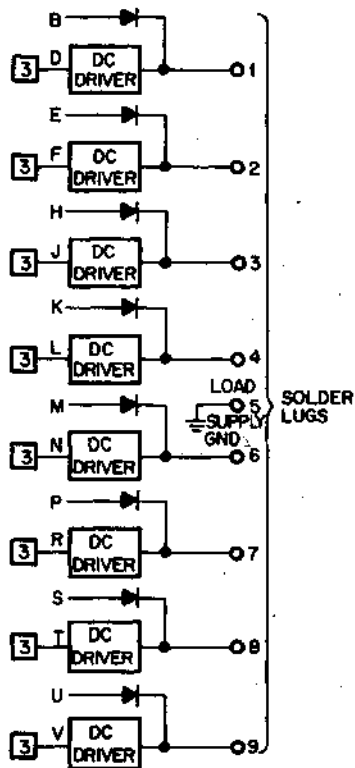 B
3 D DC DRIVER 1
E
3 F DC DRIVER 2
H
3 J DC DRIVER 3
K
3 L DC DRIVER 4
LOAD
5 SOLDER LUGS
SUPPLY GND
M
3 N DC DRIVER 6
P
3 R DC DRIVER 7
S
3 T DC DRIVER 8
U
3 V DC DRIVER 9